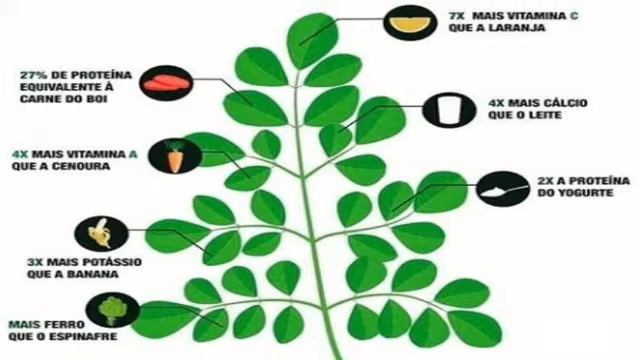 7X MAIS VITAMINA C
QUE A LARANJA
27% DE PROTEÍNA
EQUIVALENTE À
CARNE DO BOI
4X MAIS CÁLCIO
QUE O LEITE
4X MAIS VITAMINA A
QUE A CENOURA
2X A PROTEÍNA
DO YOGURTE
3X MAIS POTÁSSIO
QUE A BANANA
MAIS FERRO
QUE O ESPINAFRE